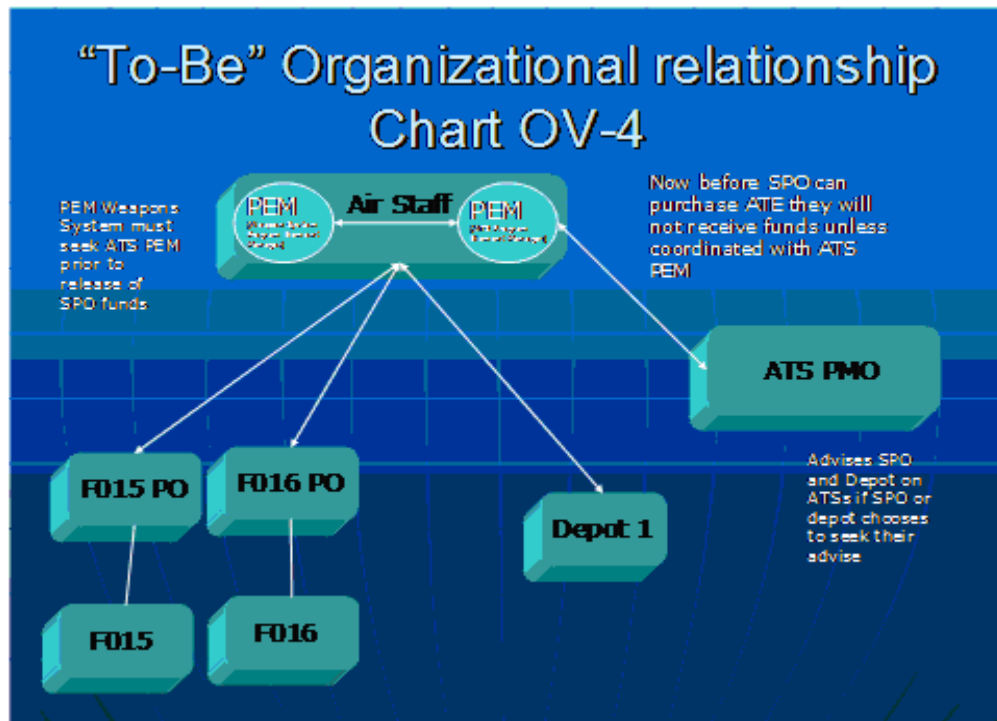 “To-Be” Organizational relationship
Chart OV-4
PEM Weapons
System must
seek ATS PEM
prior to
release of
SPO funds
Air Staff
PEM
PEM
Now before SPO can
purchase ATE they will
not receive funds unless
coordinated with ATS
PEM
ATS PMO
F015 PO
F016 PO
Depot 1
Advises SPO
and Depot on
ATSs if SPO or
depot chooses
to seek their
advise
F015
F016